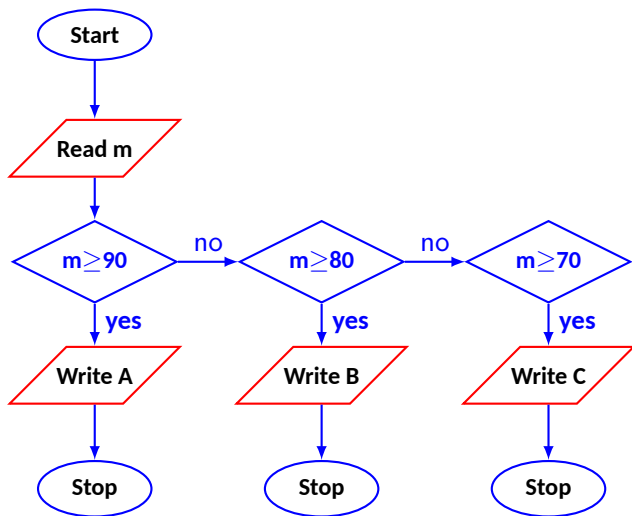 Start
Read m
m≥90
no
m≥80
no
m≥70
yes
yes
yes
Write A
Write B
Write C
Stop
Stop
Stop